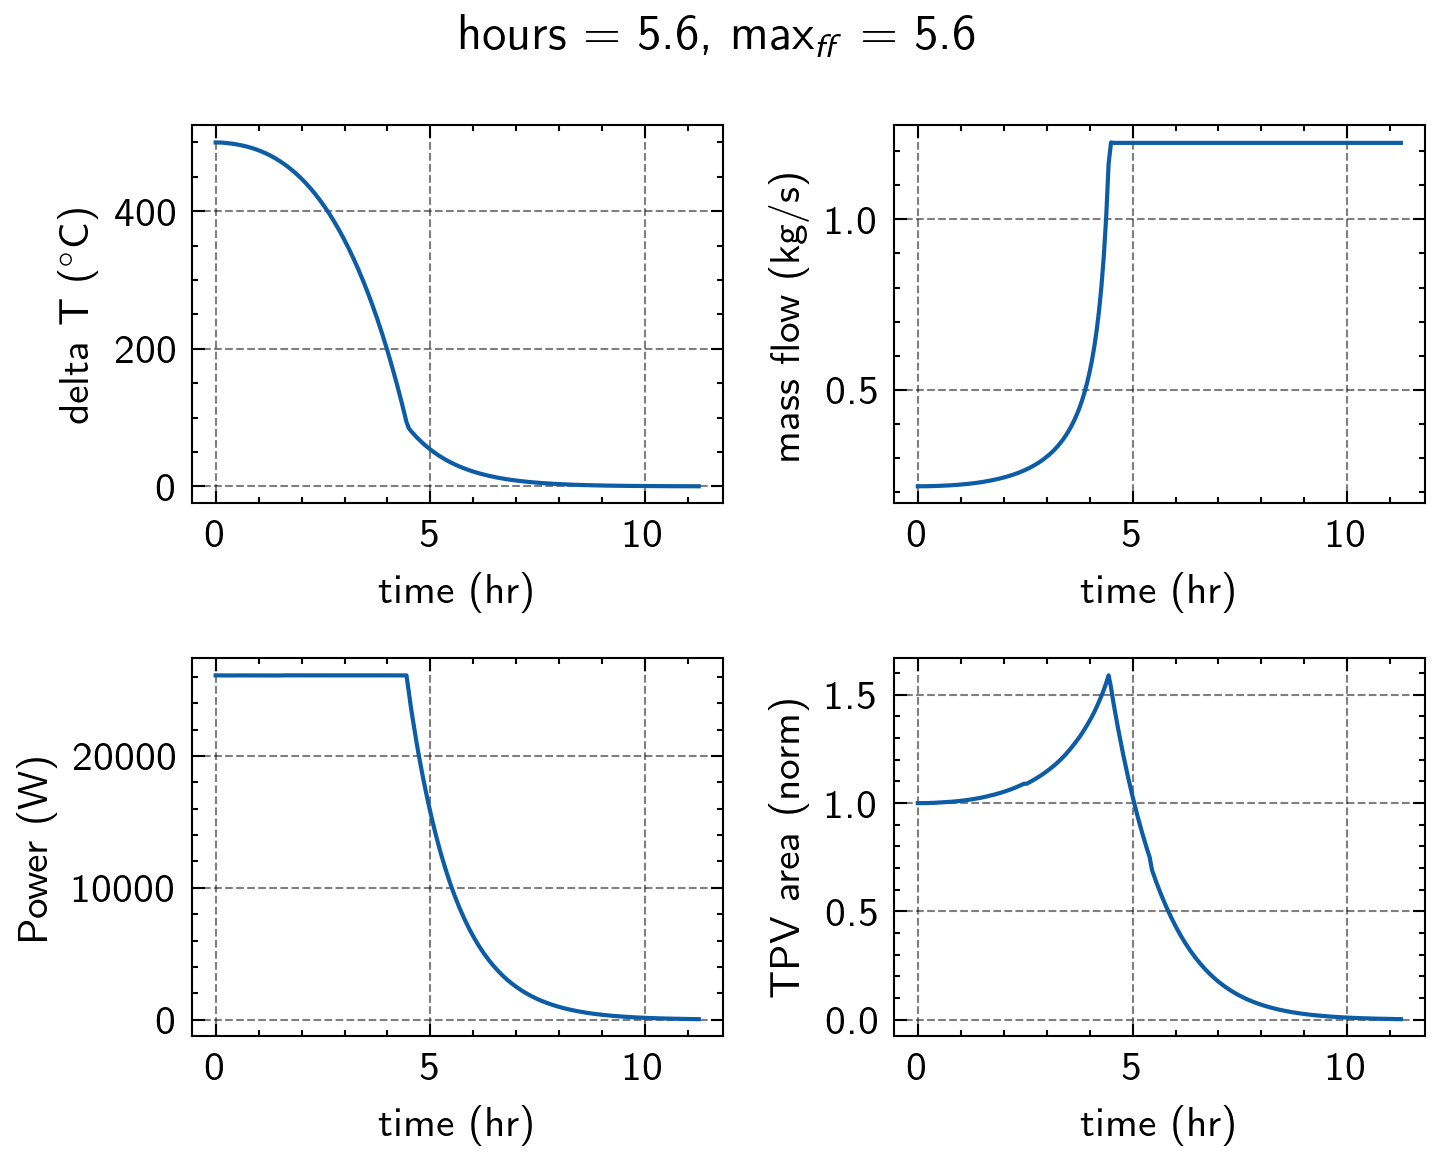 hours = 5.6, max_ff = 5.6
delta T (°C)
400
200
0
0 5 10
time (hr)
mass flow (kg/s)
1.0
0.5
0 5 10
time (hr)
Power (W)
20000
10000
0
0 5 10
time (hr)
TPV area (norm)
1.5
1.0
0.5
0.0
0 5 10
time (hr)